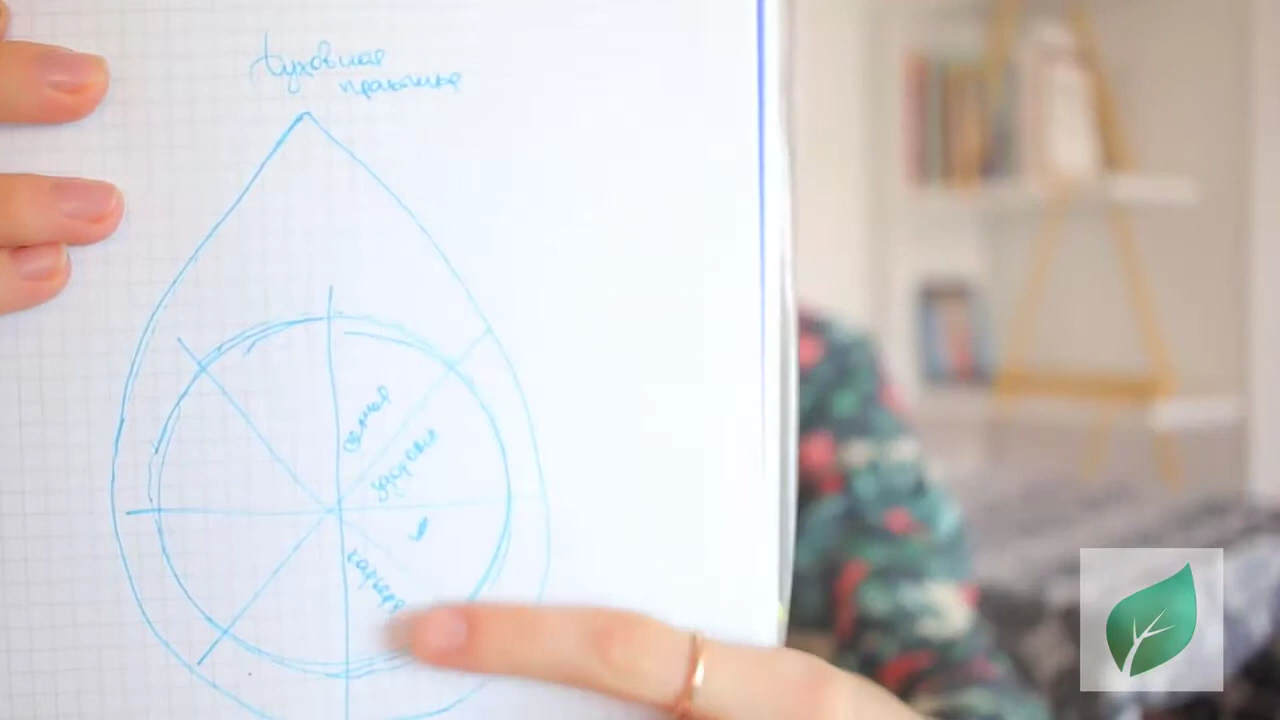 Духовная
практика
семья
здоровье
карьера